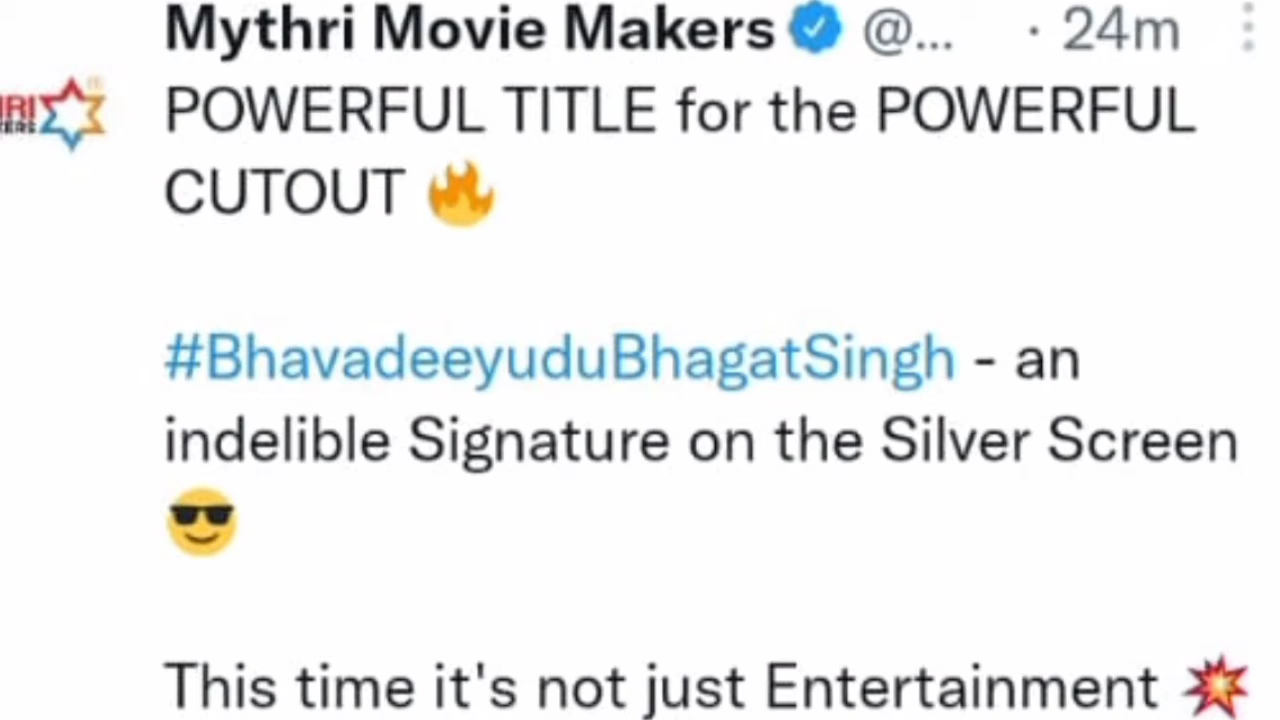 Mythri Movie Makers @... · 24m
POWERFUL TITLE for the POWERFUL
CUTOUT 🔥
#BhavadeeyuduBhagatSingh - an
indelible Signature on the Silver Screen
😎
This time it's not just Entertainment 💥